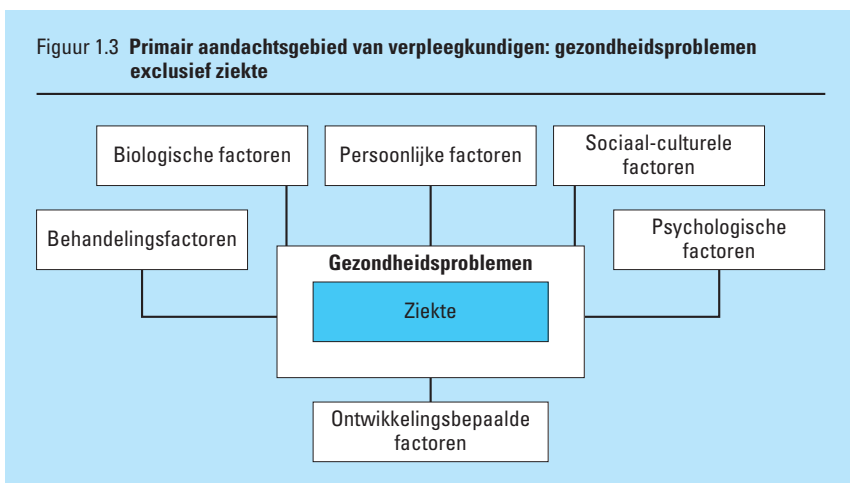 Figuur 1.3 Primair aandachtsgebied van verpleegkundigen: gezondheidsproblemen
exclusief ziekte
Biologische factoren
Persoonlijke factoren
Sociaal-culturele
factoren
Behandelingsfactoren
Psychologische
factoren
Gezondheidsproblemen
Ziekte
Ontwikkelingsbepaalde
factoren